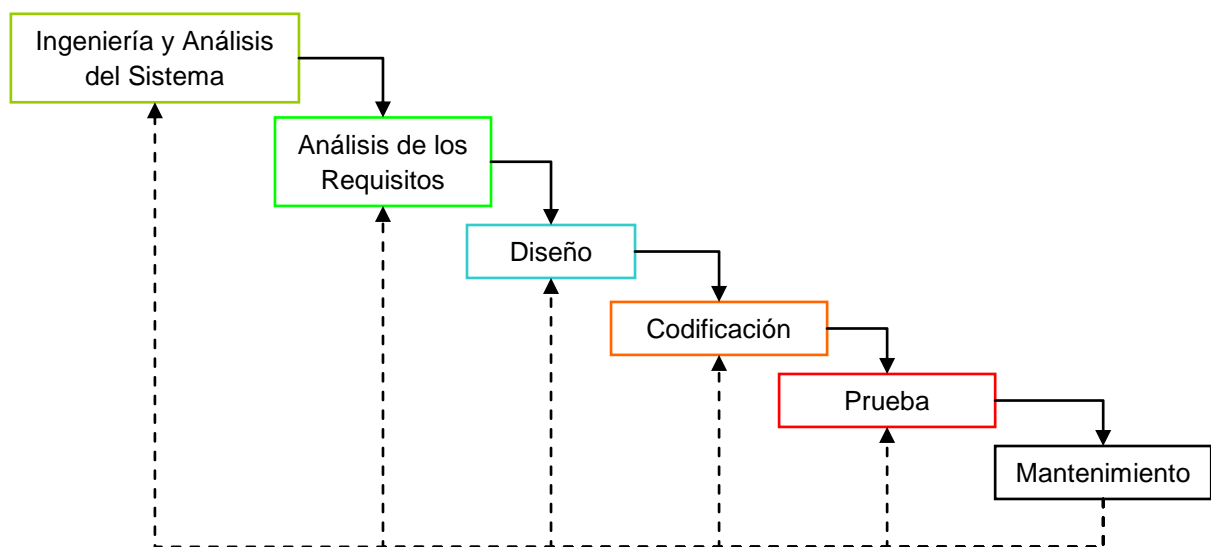 Ingeniería y Análisis
del Sistema
Análisis de los
Requisitos
Diseño
Codificación
Prueba
Mantenimiento